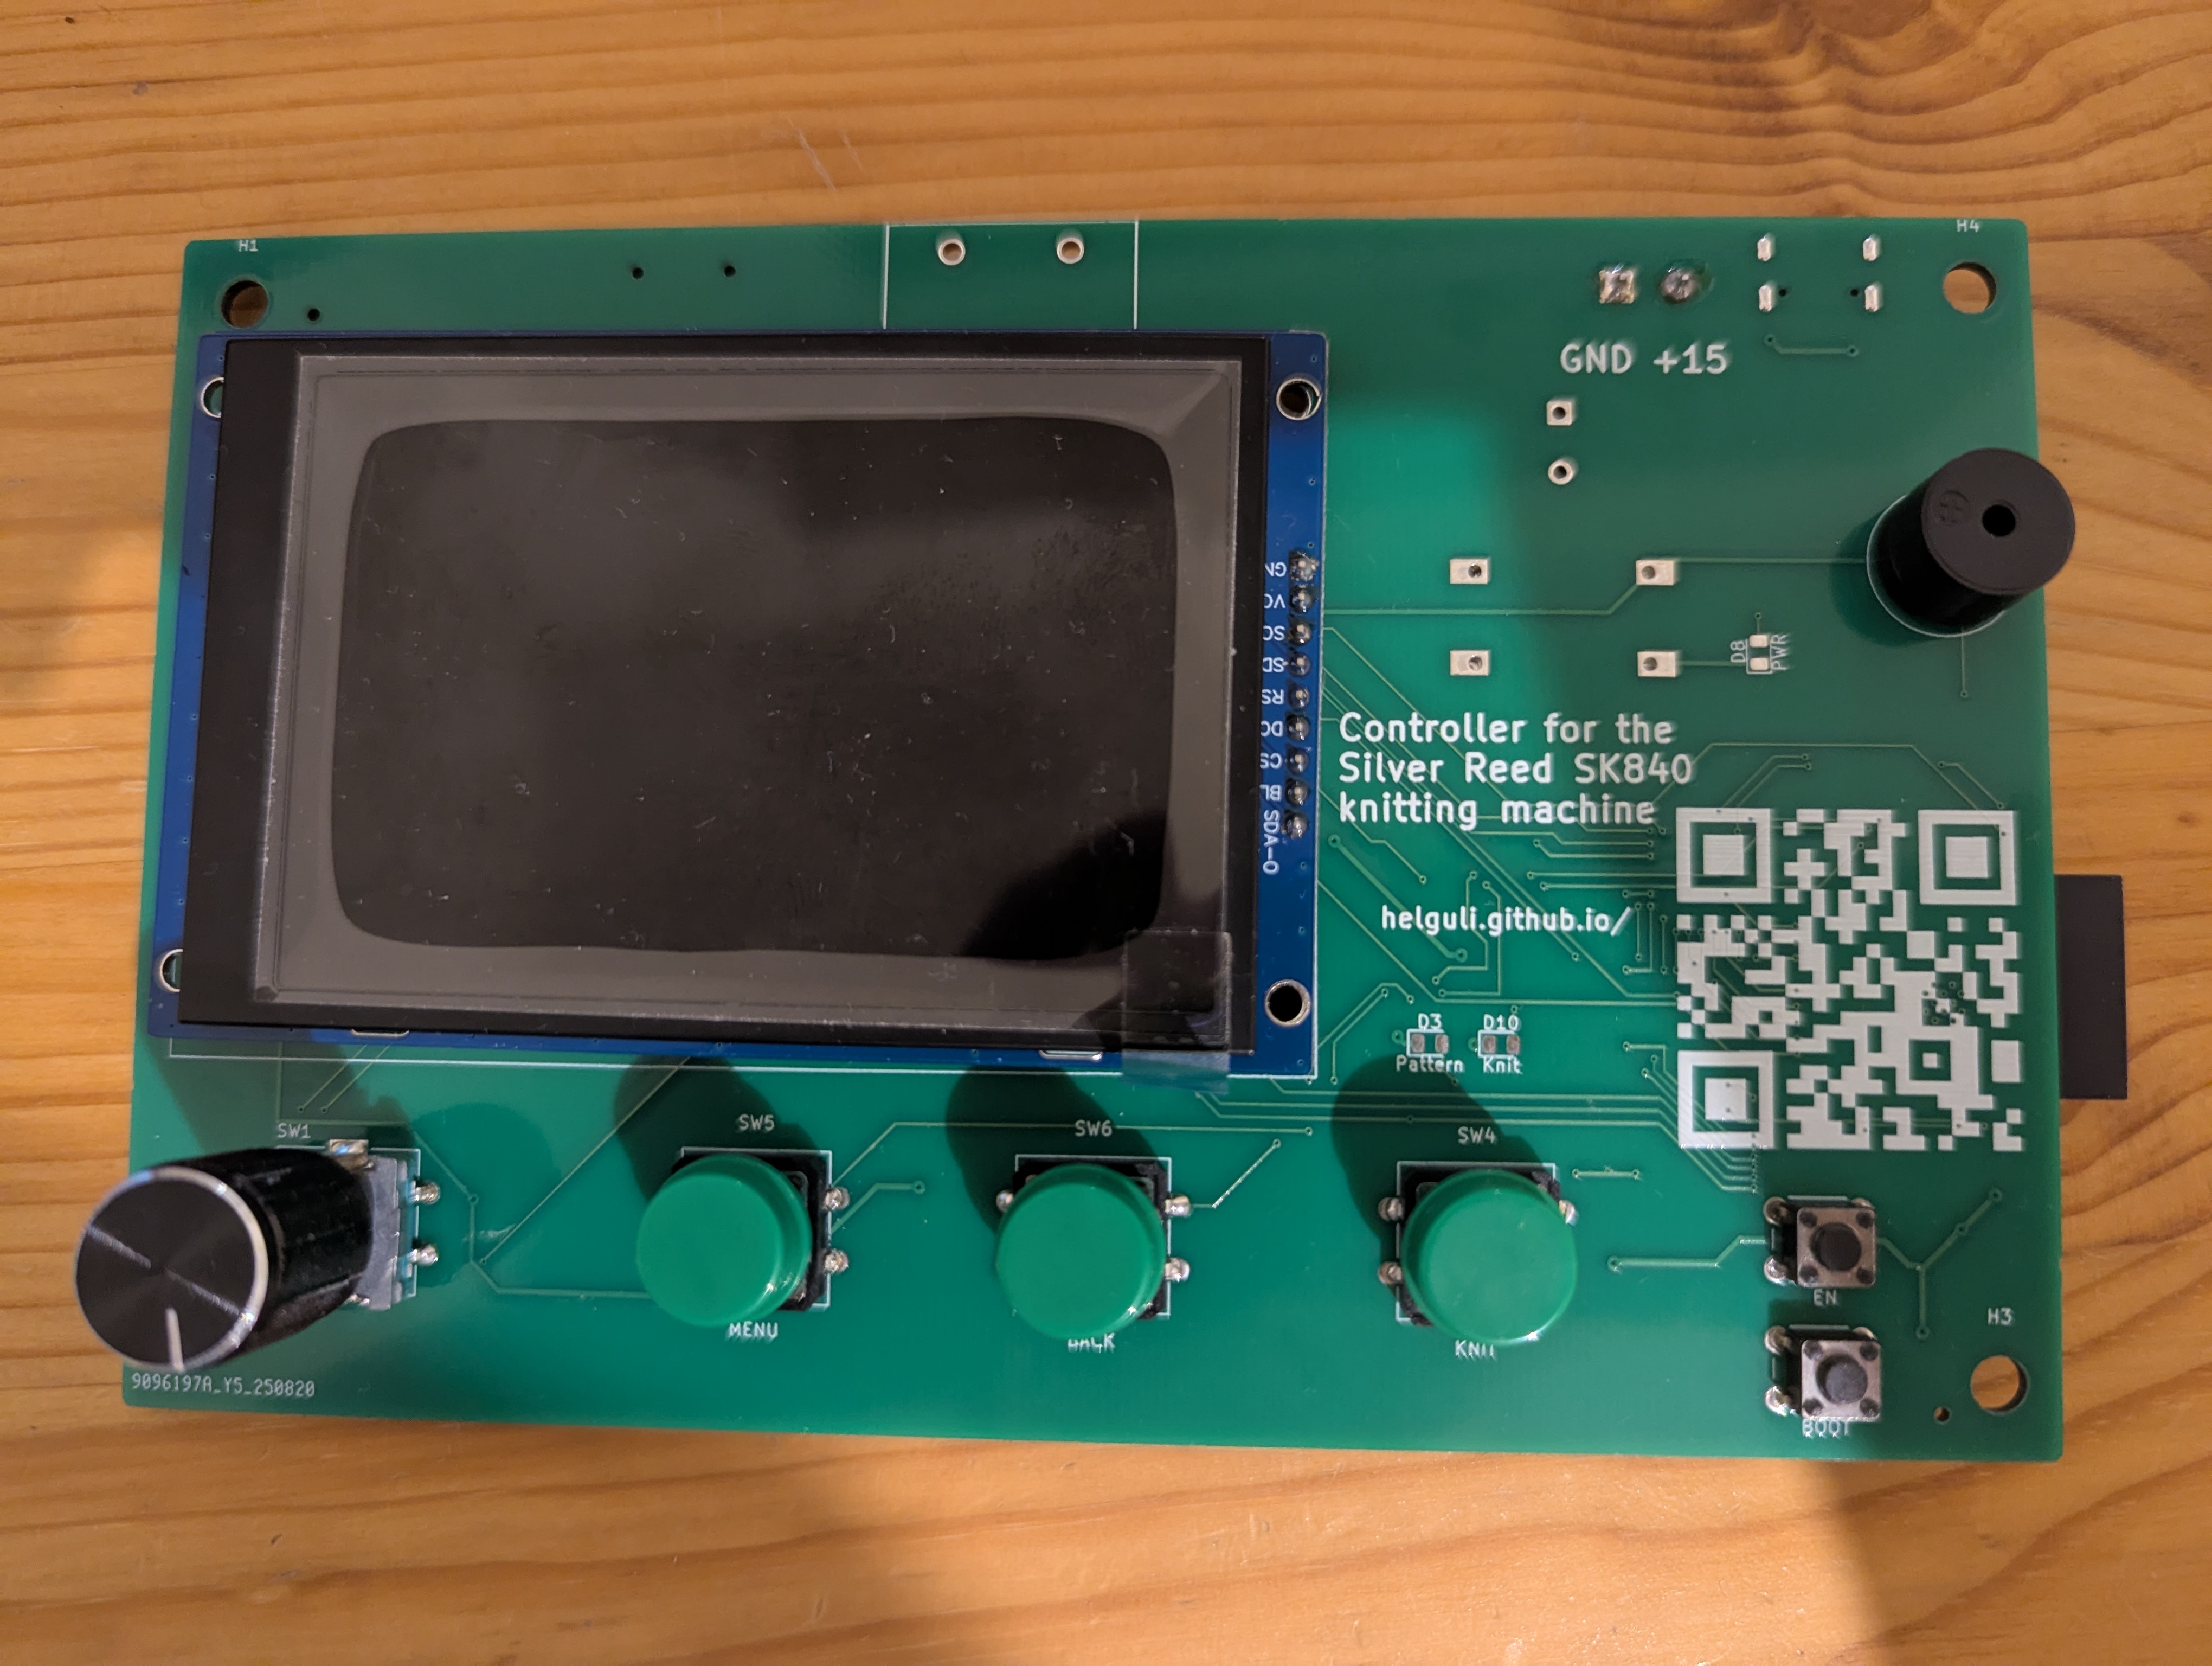 H1
H4
GND +15
GN
VC
SC
SD
RS
DC
CS
BL
SDA-O
D8
PWR
Controller for the
Silver Reed SK840
knitting machine
helguli.github.io/
D3 D10
Pattern Knit
SW1
SW5
SW6
SW4
EN
MENU
BACK
KNIT
H3
9096197A_Y5_250820
BOOT